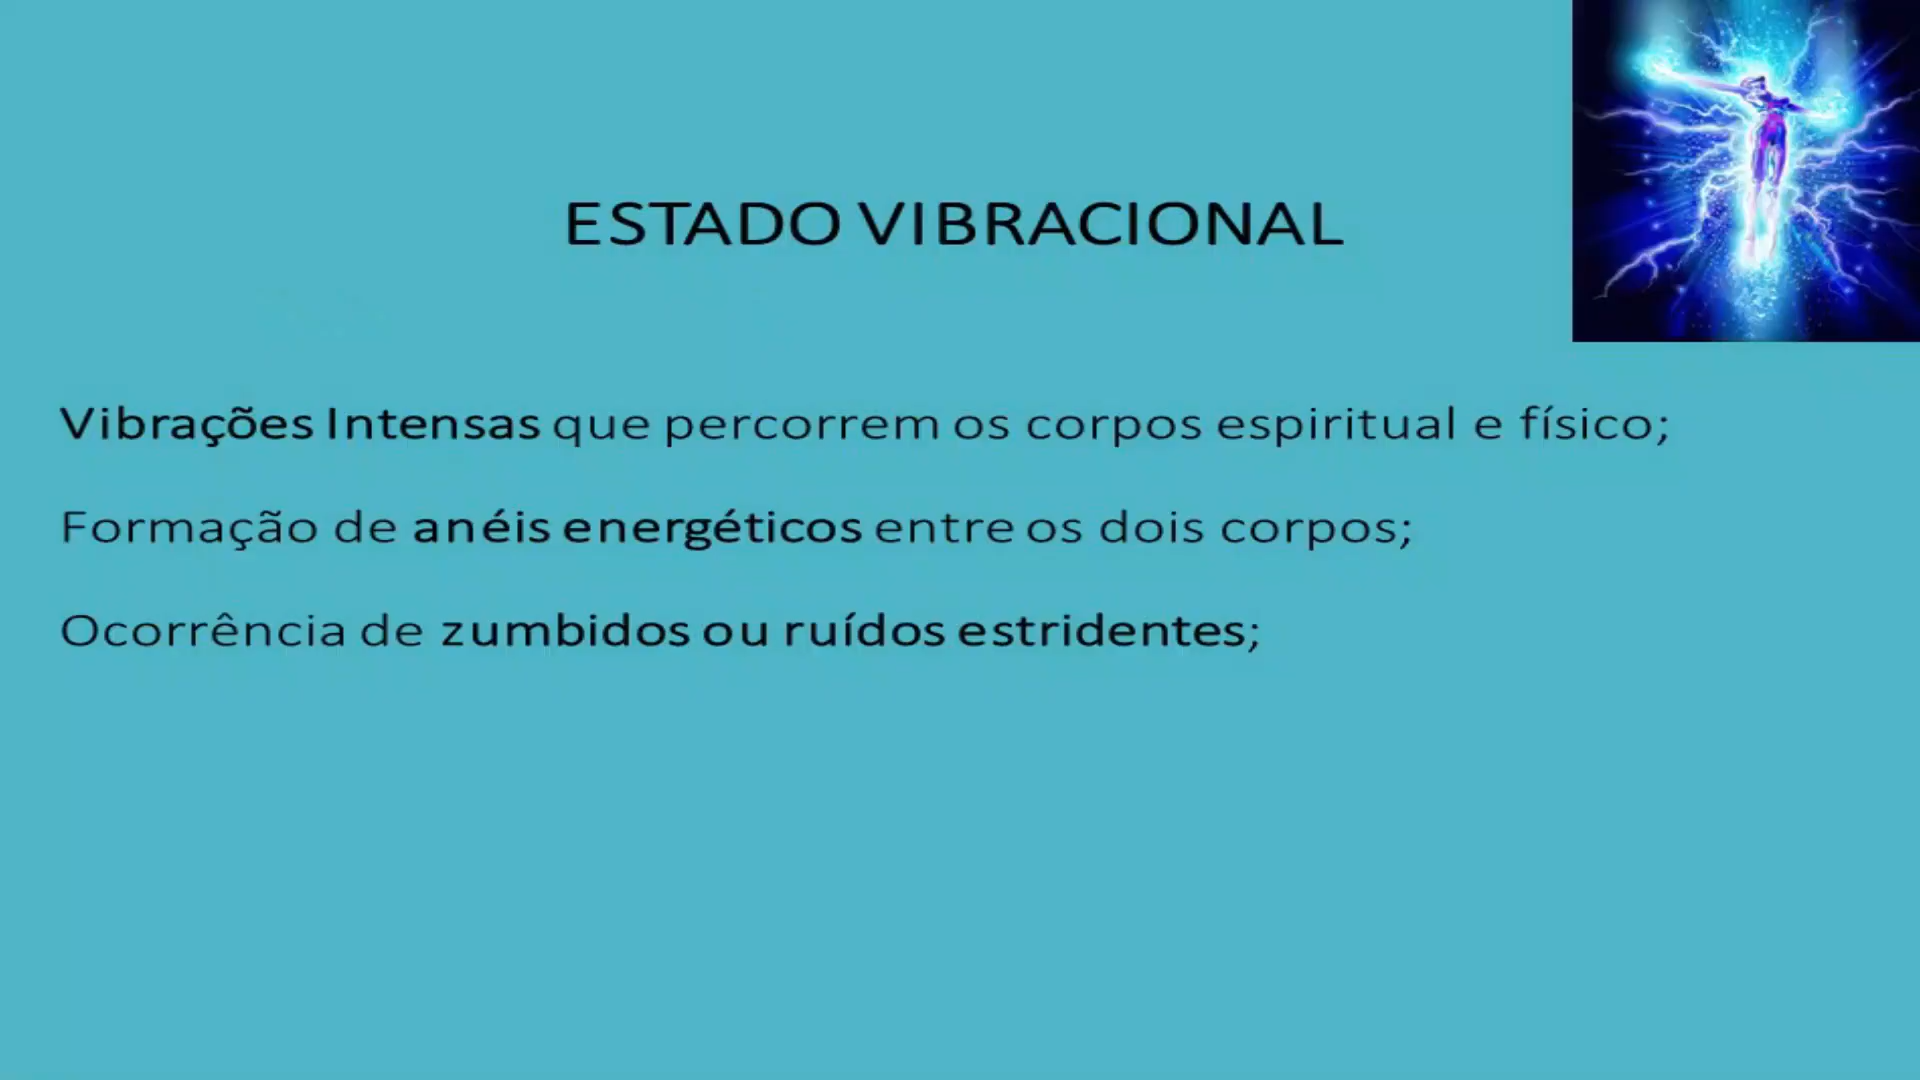 ESTADO VIBRACIONAL
Vibrações Intensas que percorrem os corpos espiritual e físico;
Formação de anéis energéticos entre os dois corpos;
Ocorrência de zumbidos ou ruídos estridentes;